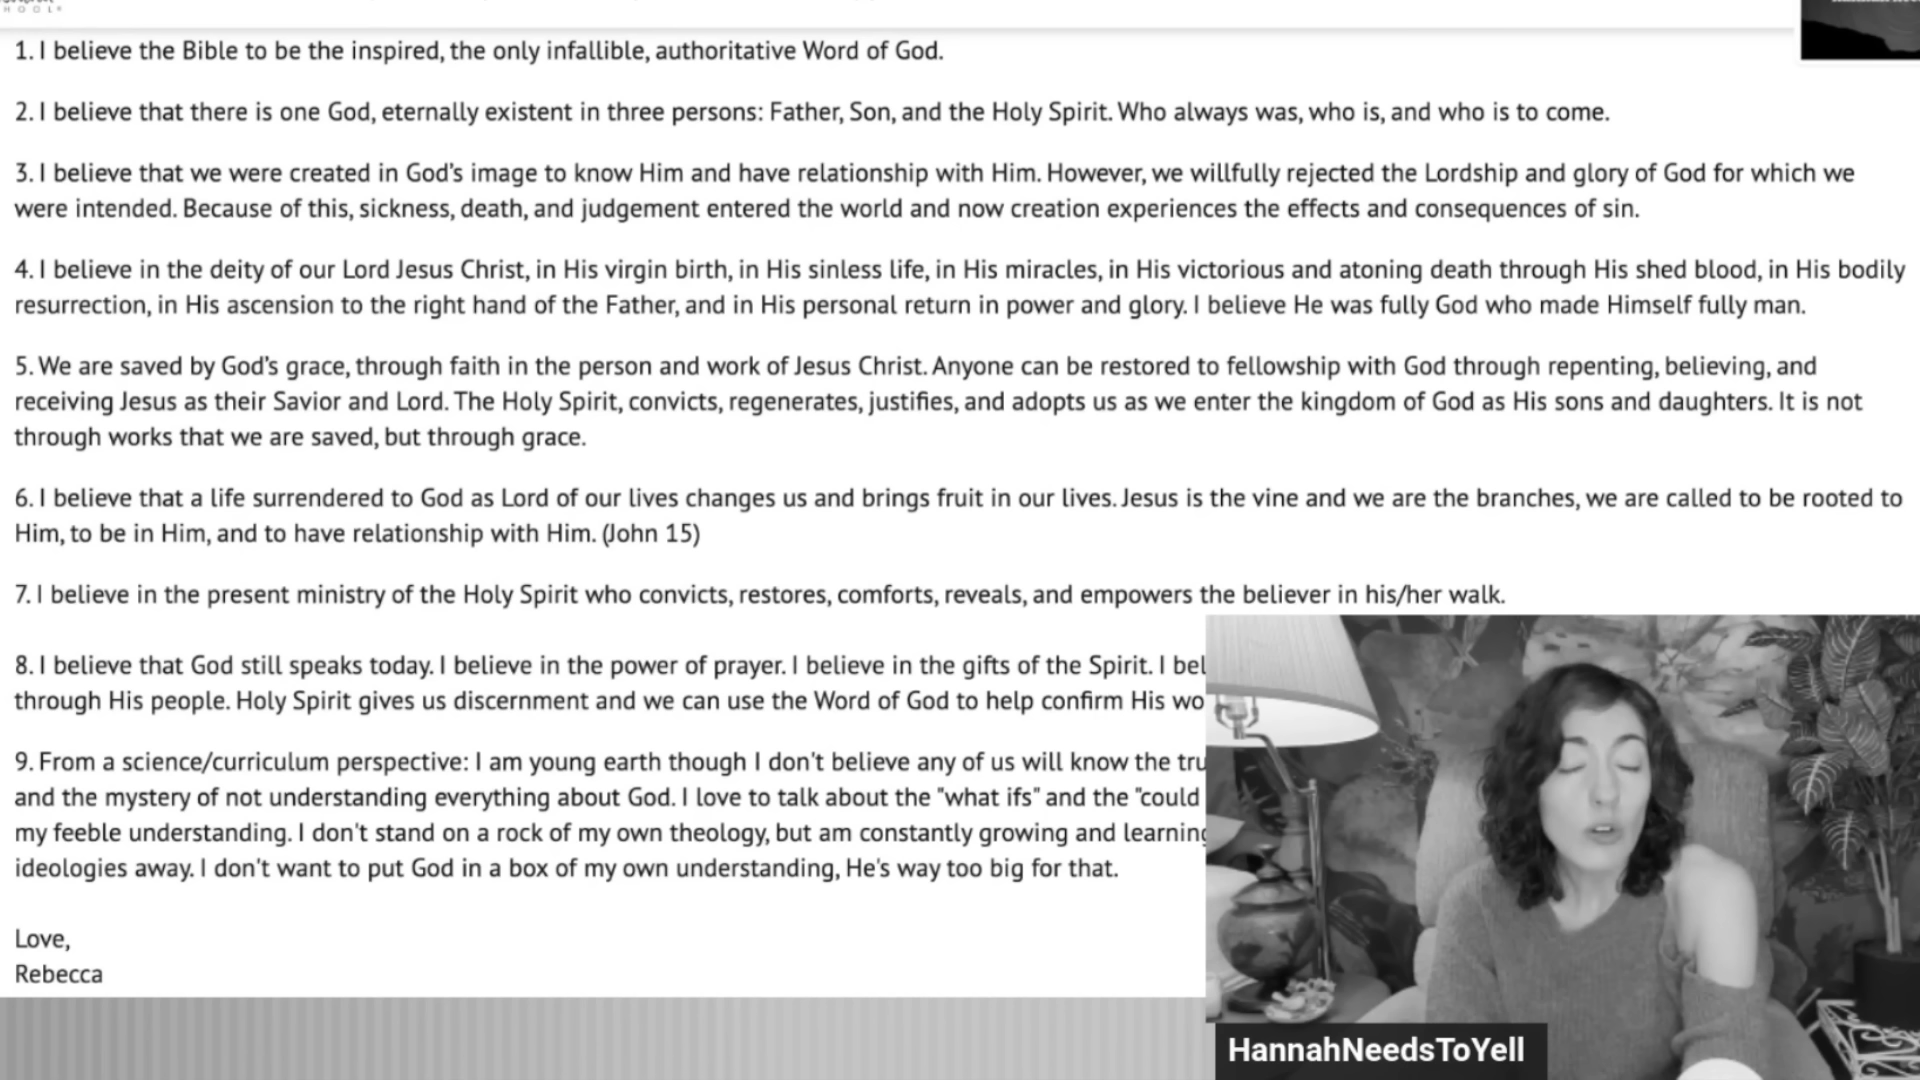 1. I believe the Bible to be the inspired, the only infallible, authoritative Word of God.
2. I believe that there is one God, eternally existent in three persons: Father, Son, and the Holy Spirit. Who always was, who is, and who is to come.
3. I believe that we were created in God's image to know Him and have relationship with Him. However, we willfully rejected the Lordship and glory of God for which we
were intended. Because of this, sickness, death, and judgement entered the world and now creation experiences the effects and consequences of sin.
4. I believe in the deity of our Lord Jesus Christ, in His virgin birth, in His sinless life, in His miracles, in His victorious and atoning death through His shed blood, in His bodily
resurrection, in His ascension to the right hand of the Father, and in His personal return in power and glory. I believe He was fully God who made Himself fully man.
5. We are saved by God's grace, through faith in the person and work of Jesus Christ. Anyone can be restored to fellowship with God through repenting, believing, and
receiving Jesus as their Savior and Lord. The Holy Spirit, convicts, regenerates, justifies, and adopts us as we enter the kingdom of God as His sons and daughters. It is not
through works that we are saved, but through grace.
6. I believe that a life surrendered to God as Lord of our lives changes us and brings fruit in our lives. Jesus is the vine and we are the branches, we are called to be rooted to
Him, to be in Him, and to have relationship with Him. (John 15)
7. I believe in the present ministry of the Holy Spirit who convicts, restores, comforts, reveals, and empowers the believer in his/her walk.
8. I believe that God still speaks today. I believe in the power of prayer. I believe in the gifts of the Spirit. I bel
through His people. Holy Spirit gives us discernment and we can use the Word of God to help confirm His wo
9. From a science/curriculum perspective: I am young earth though I don't believe any of us will know the tru
and the mystery of not understanding everything about God. I love to talk about the "what ifs" and the "could
my feeble understanding. I don't stand on a rock of my own theology, but am constantly growing and learning
ideologies away. I don't want to put God in a box of my own understanding, He's way too big for that.
Love,
Rebecca
HannahNeedsToYell